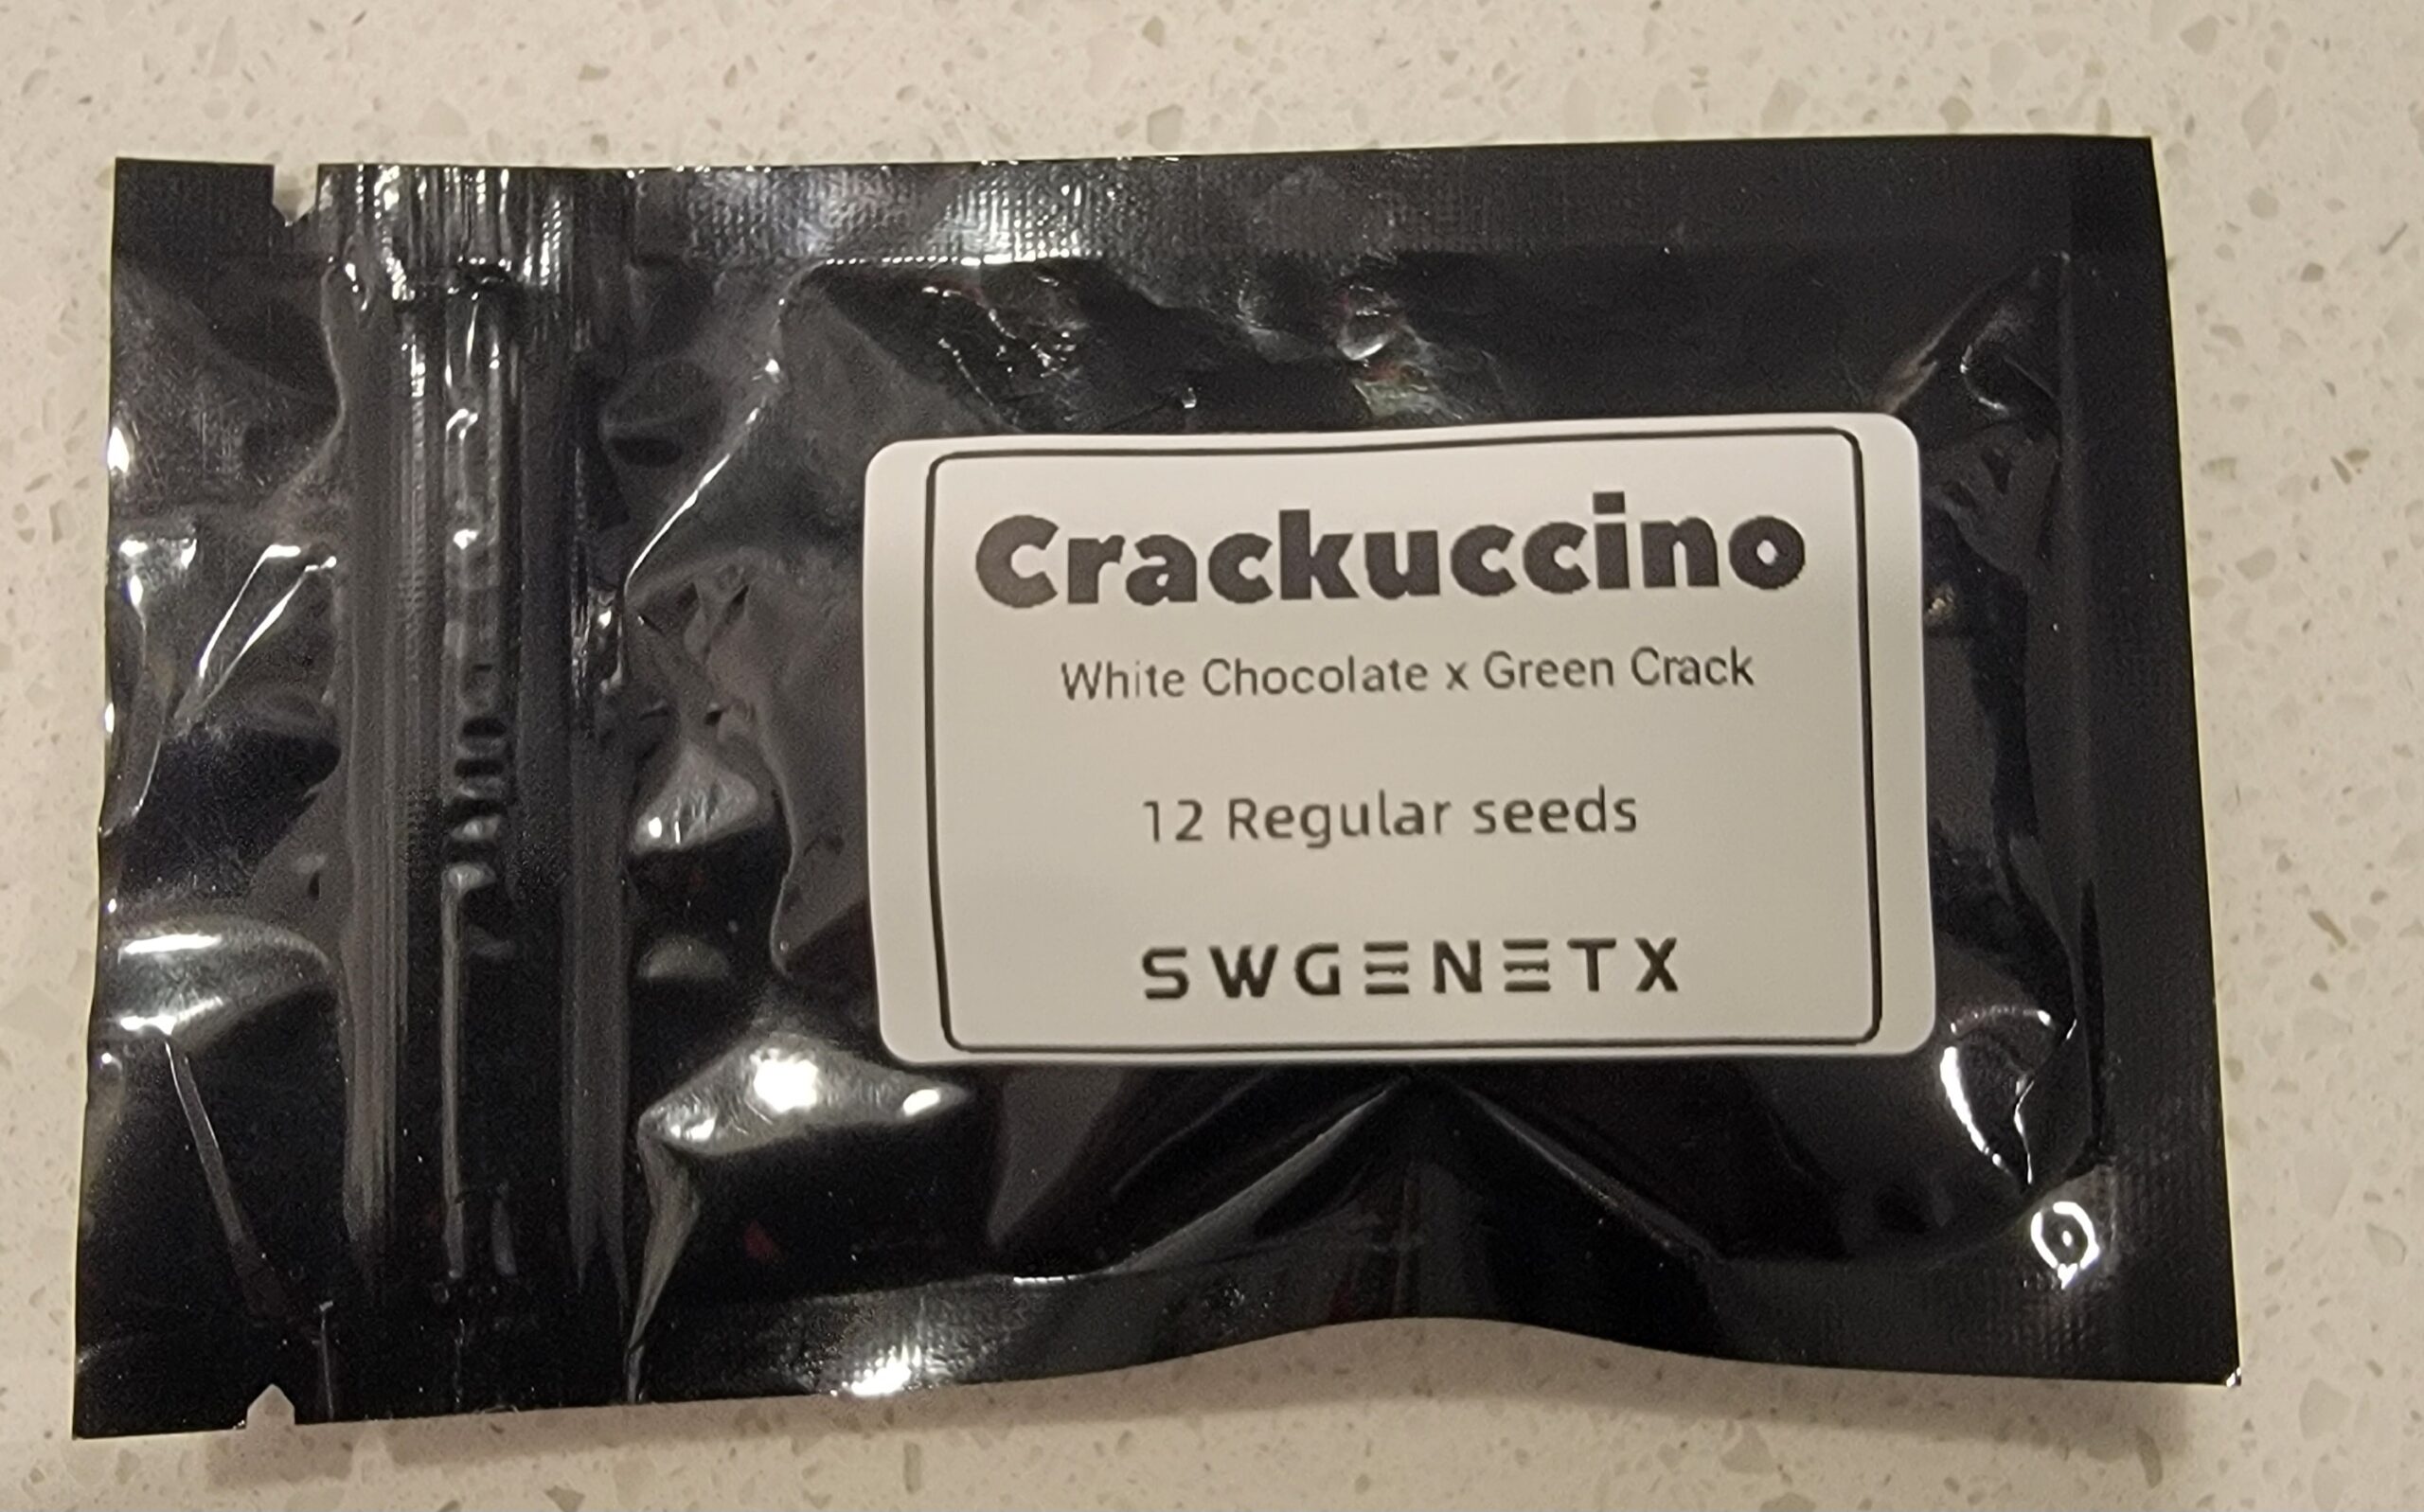 Crackuccino
White Chocolate x Green Crack
12 Regular seeds
SWGENETX